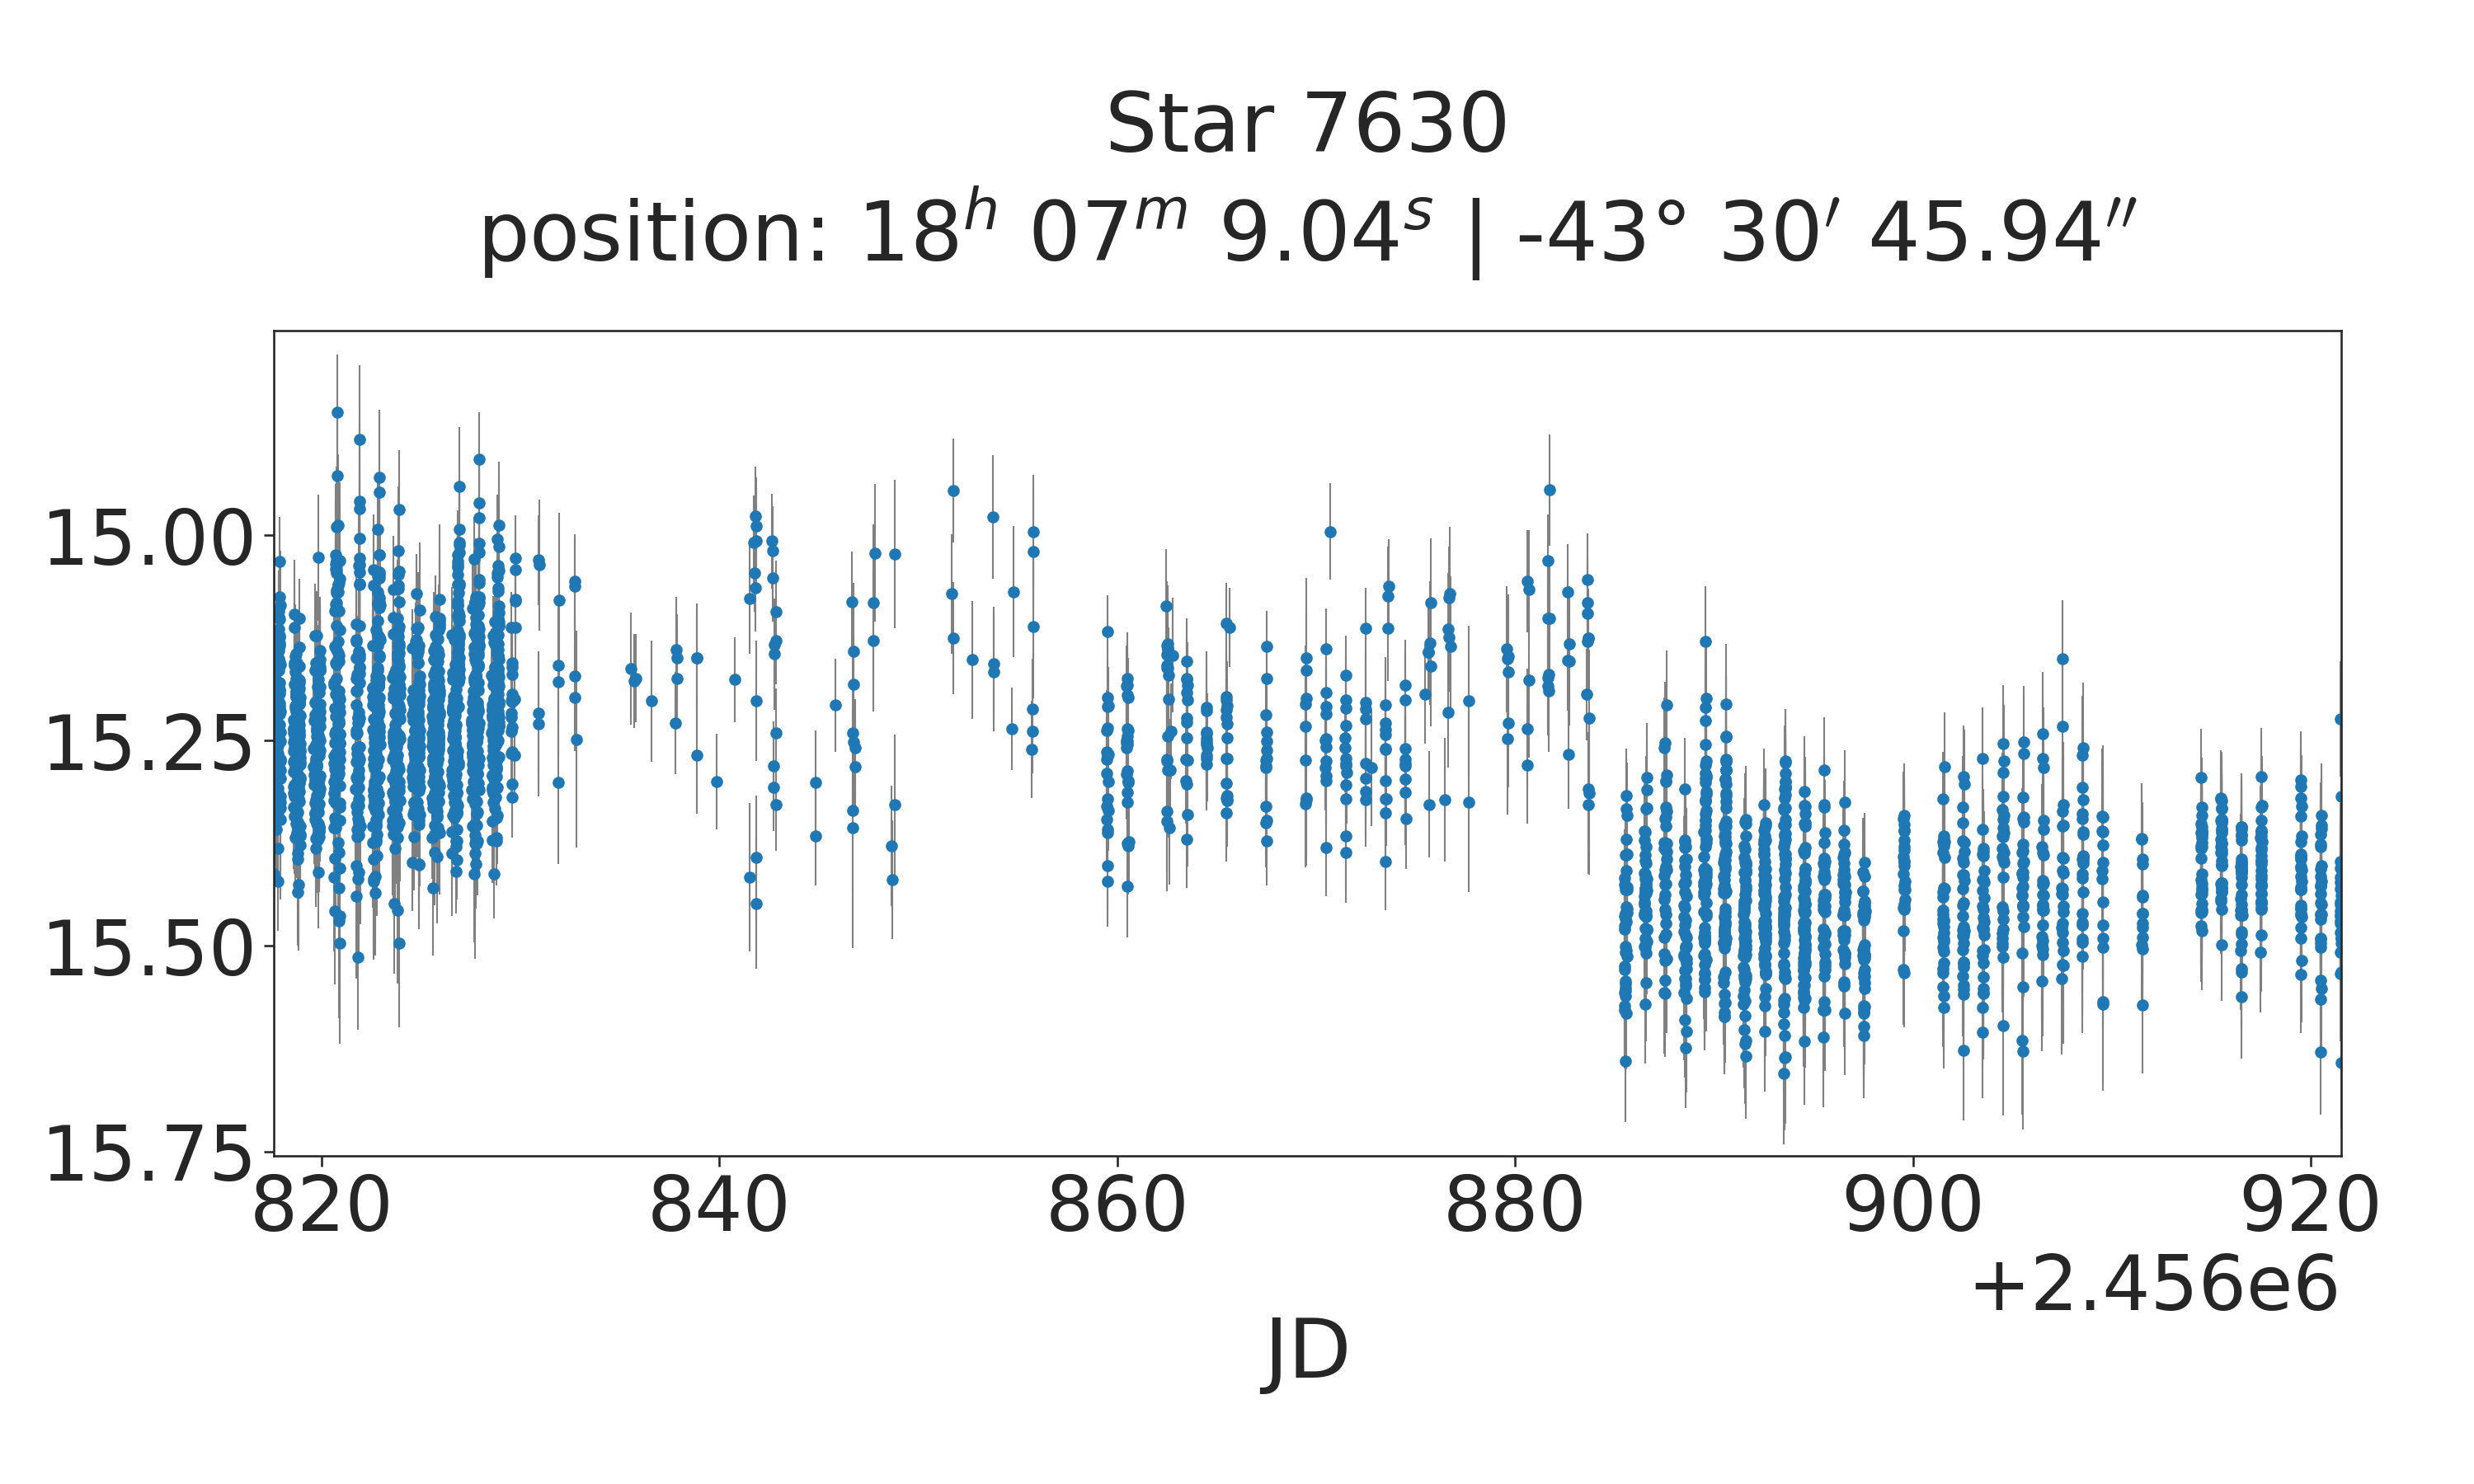 Star 7630
position: 18h 07m 9.04s | -43° 30′ 45.94′′
15.00
15.25
15.50
15.75
820 840 860 880 900 920
+2.456e6
JD